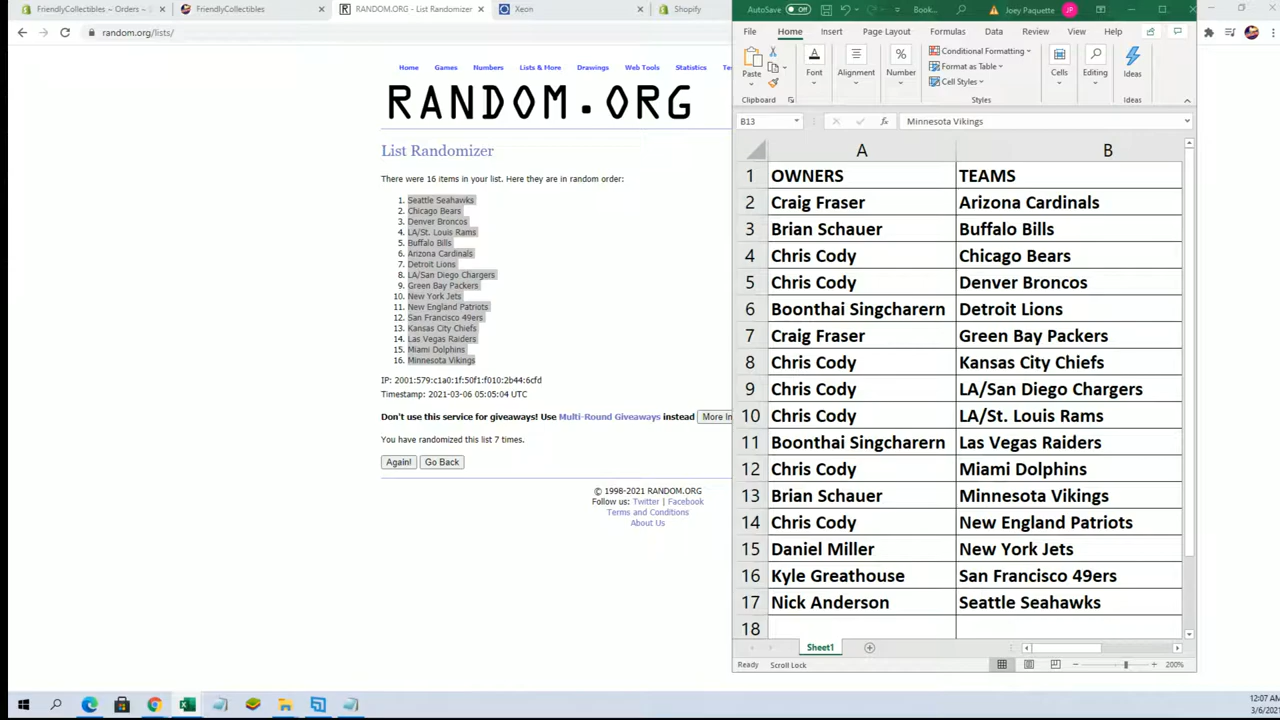 FriendlyCollectibles ~ Orders ~ S
FriendlyCollectibles
RANDOM.ORG - List Randomizer
Xeon
Shopify
random.org/lists/
AutoSave Off
Book...
Joey Paquette
JP
File
Home
Insert
Page Layout
Formulas
Data
Review
View
Help
Paste
Font
Alignment
Number
Conditional Formatting
Format as Table
Cell Styles
Cells
Editing
Ideas
Clipboard
Styles
Ideas
B13
Minnesota Vikings
Home
Games
Numbers
Lists & More
Drawings
Web Tools
Statistics
RANDOM.ORG
List Randomizer
There were 16 items in your list. Here they are in random order:
1. Seattle Seahawks
2. Chicago Bears
3. Denver Broncos
4. LA/St. Louis Rams
5. Buffalo Bills
6. Arizona Cardinals
7. Detroit Lions
8. LA/San Diego Chargers
9. Green Bay Packers
10. New York Jets
11. New England Patriots
12. San Francisco 49ers
13. Kansas City Chiefs
14. Las Vegas Raiders
15. Miami Dolphins
16. Minnesota Vikings
IP: 2001:579:c1a0:1f:50f1:f010:2b44:6cfd
Timestamp: 2021-03-06 05:05:04 UTC
Don't use this service for giveaways! Use Multi-Round Giveaways instead
More In
You have randomized this list 7 times.
Again!
Go Back
© 1998-2021 RANDOM.ORG
Follow us: Twitter | Facebook
Terms and Conditions
About Us
A B
1 OWNERS TEAMS
2 Craig Fraser Arizona Cardinals
3 Brian Schauer Buffalo Bills
4 Chris Cody Chicago Bears
5 Chris Cody Denver Broncos
6 Boonthai Singcharern Detroit Lions
7 Craig Fraser Green Bay Packers
8 Chris Cody Kansas City Chiefs
9 Chris Cody LA/San Diego Chargers
10 Chris Cody LA/St. Louis Rams
11 Boonthai Singcharern Las Vegas Raiders
12 Chris Cody Miami Dolphins
13 Brian Schauer Minnesota Vikings
14 Chris Cody New England Patriots
15 Daniel Miller New York Jets
16 Kyle Greathouse San Francisco 49ers
17 Nick Anderson Seattle Seahawks
18
Sheet1
Ready
Scroll Lock
200%
12:07 AM
3/6/2021